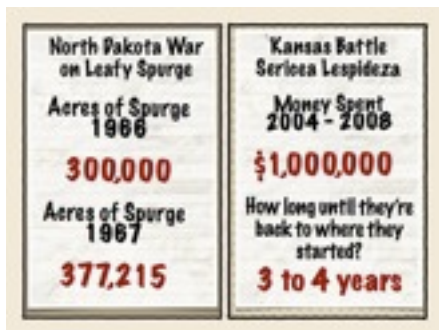 North Dakota War
on Leafy Spurge
Acres of Spurge
1966
300,000
Acres of Spurge
1967
377,215
Kansas Battle
Sericea Lespideza
Money Spent
2004 - 2008
$1,000,000
How long until they're
back to where they
started?
3 to 4 years